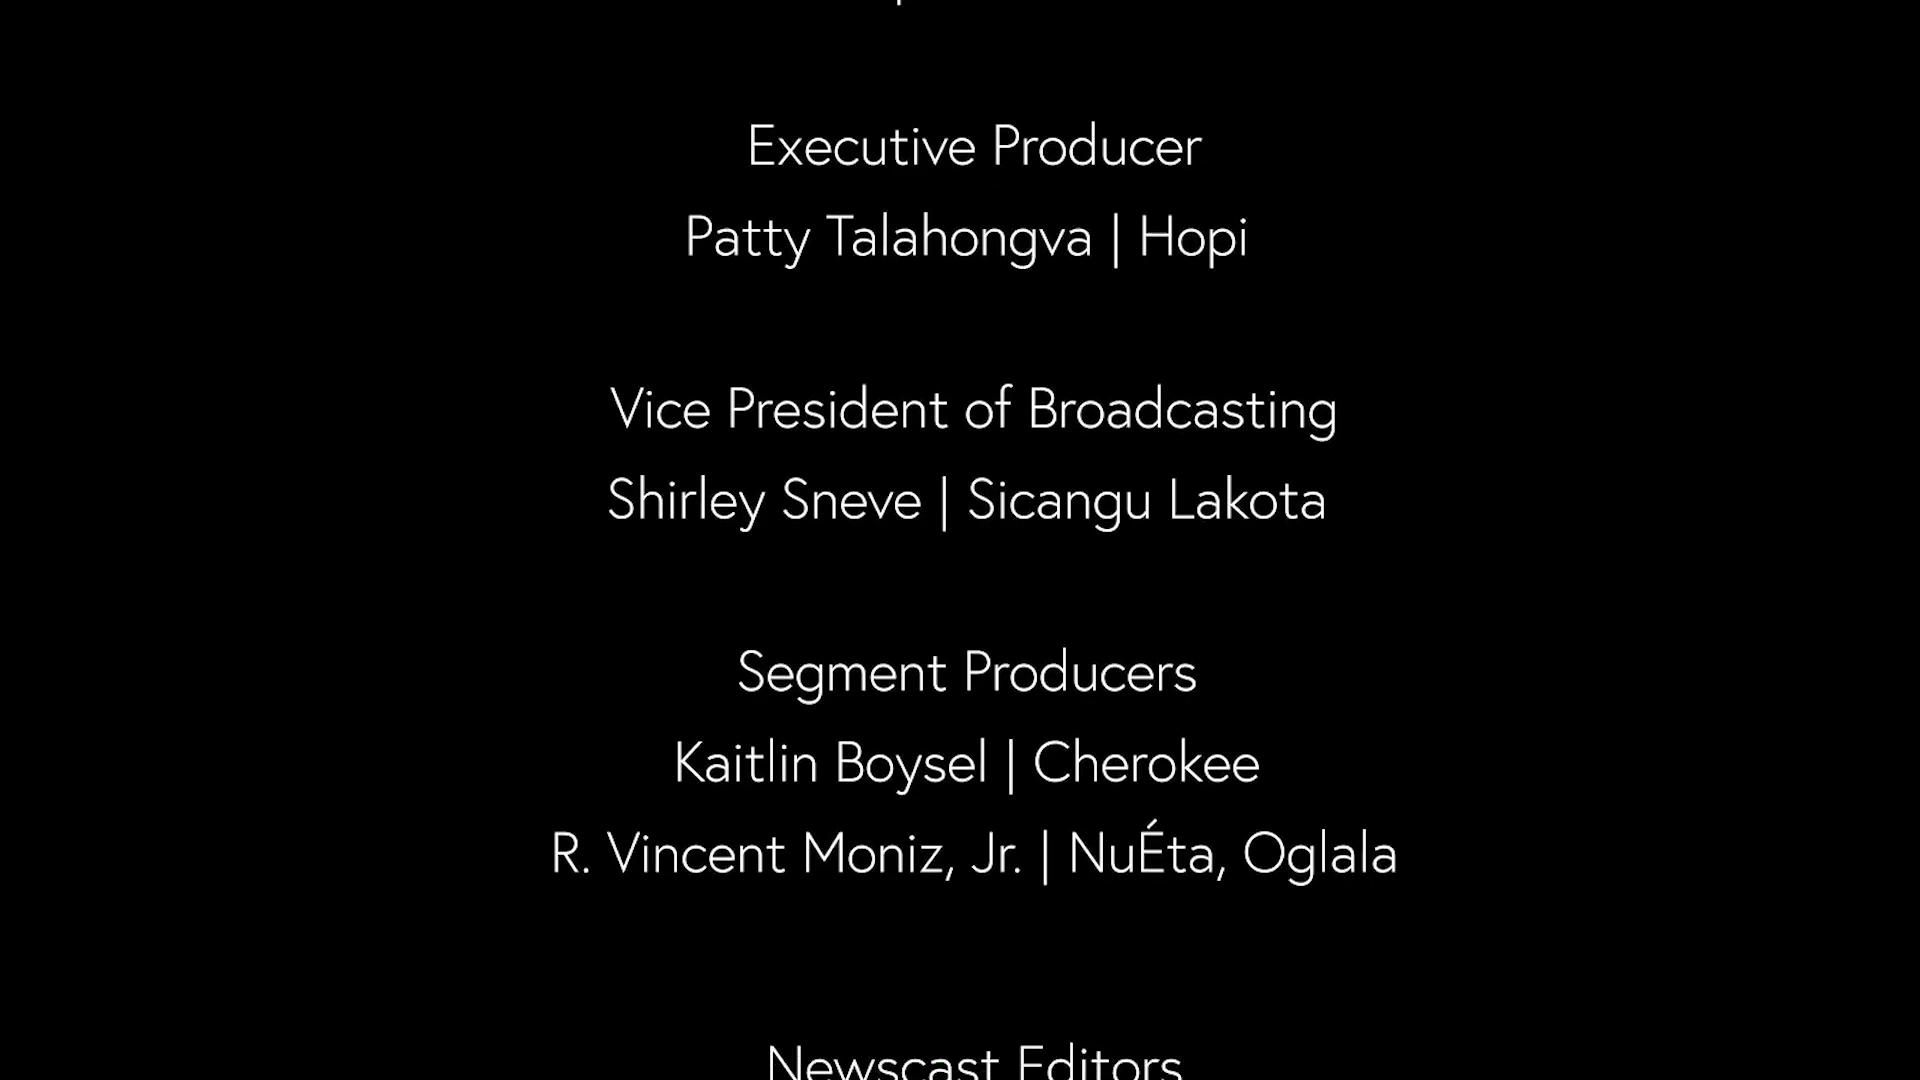 Executive Producer
Patty Talahongva | Hopi
Vice President of Broadcasting
Shirley Sneve | Sicangu Lakota
Segment Producers
Kaitlin Boysel | Cherokee
R. Vincent Moniz, Jr. | NuÉta, Oglala
Newscast Editors